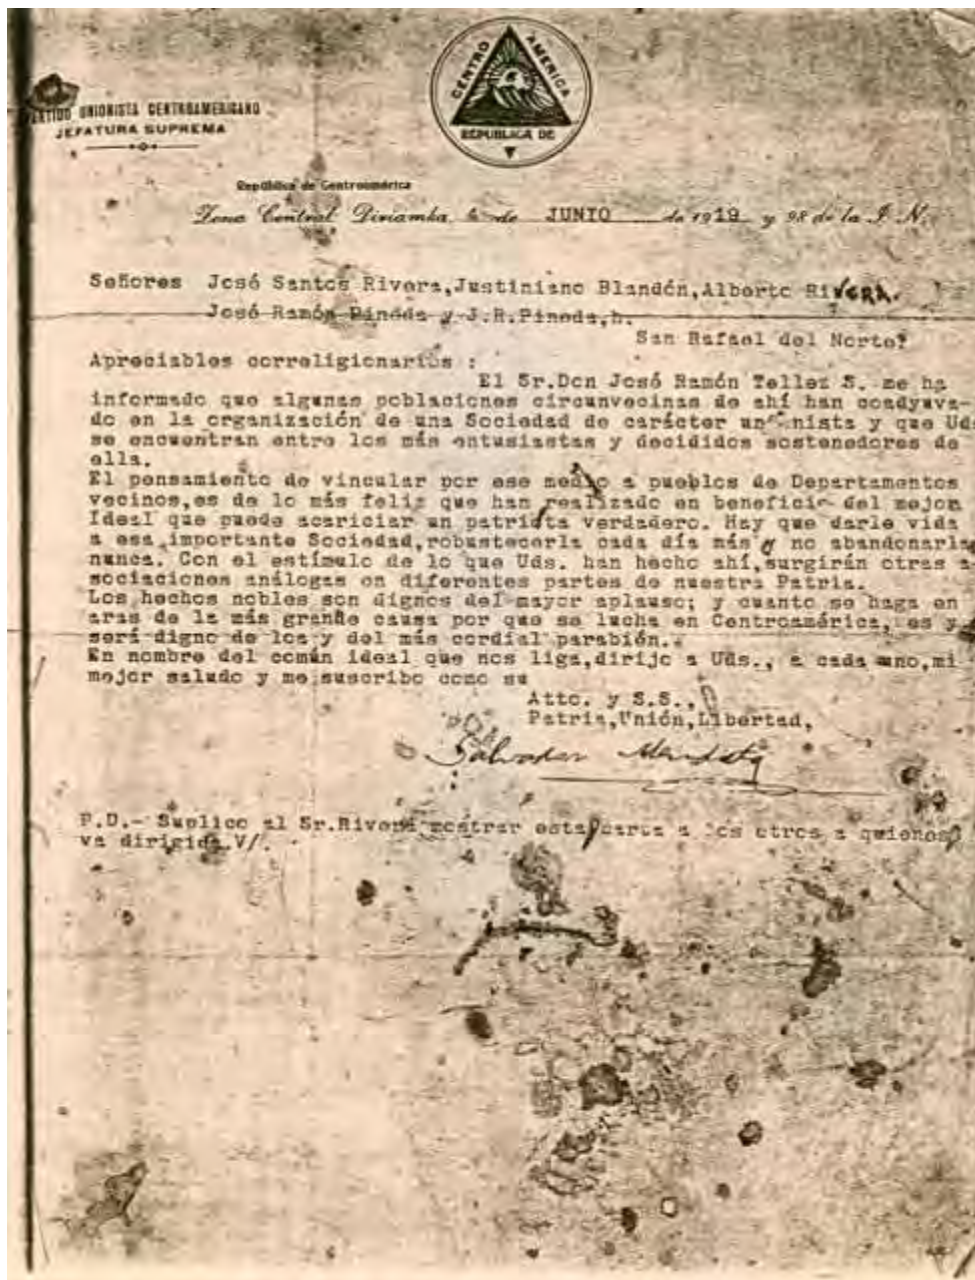 CENTRO AMERICA
REPUBLICA DE
PARTIDO UNIONISTA CENTROAMERICANO
JEFATURA SUPREMA
República de Centroamérica
Zona Central Diriamba, de JUNIO de 1919 y 98 de la I. N.
Señores José Santos Rivera,Justiniano Blandón,Alberto RiVERA.
José Ramón Pineda y J.R.Pineda,h.
San Rafael del Norte?
Apreciables correligionarios :
El Sr.Don José Ramón Tellez S. me ha
informado que algunas poblaciones circunvecinas de ahí han coadyuva-
do en la organización de una Sociedad de carácter unionista y que Uds
se encuentran entre los más entusiastas y decididos sostenedores de
ella.
El pensamiento de vincular por ese medio a pueblos de Departamentos
vecinos,es de lo más feliz que han realizado en beneficio del mejor
Ideal que puede acariciar un patriota verdadero. Hay que darle vida
a esa importante Sociedad,robustecerla cada día más y no abandonarla
nunca. Con el estímulo de lo que Uds. han hecho ahí,surgirán otras a-
sociaciones análogas en diferentes partes de nuestra Patria.
Los hechos nobles son dignos del mayor aplauso; y cuanto se haga en
aras de la más grande causa por que se lucha en Centroamérica, es y
será digno de loa y del más cordial parabién.
En nombre del común ideal que nos liga,dirijo a Uds., a cada uno,mi
mejor saludo y me suscribo como su
Atto. y S.S.,
Patria,Unión,Libertad,
Salvador Mendieta
P.D.- Suplico al Sr.Rivera mostrar esta carta a los otros a quienes
va dirigida.V/.